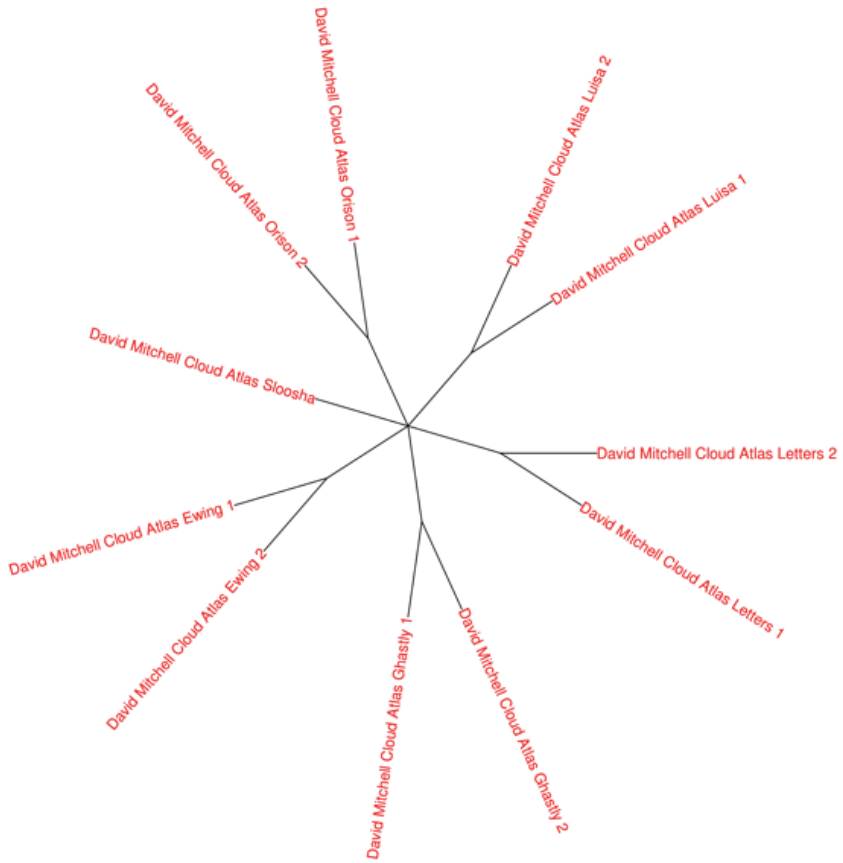 David Mitchell Cloud Atlas Orison 1
David Mitchell Cloud Atlas Luisa 2
David Mitchell Cloud Atlas Orison 2
David Mitchell Cloud Atlas Luisa 1
David Mitchell Cloud Atlas Sloosha
David Mitchell Cloud Atlas Letters 2
David Mitchell Cloud Atlas Ewing 1
David Mitchell Cloud Atlas Letters 1
David Mitchell Cloud Atlas Ewing 2
David Mitchell Cloud Atlas Ghastly 1
David Mitchell Cloud Atlas Ghastly 2